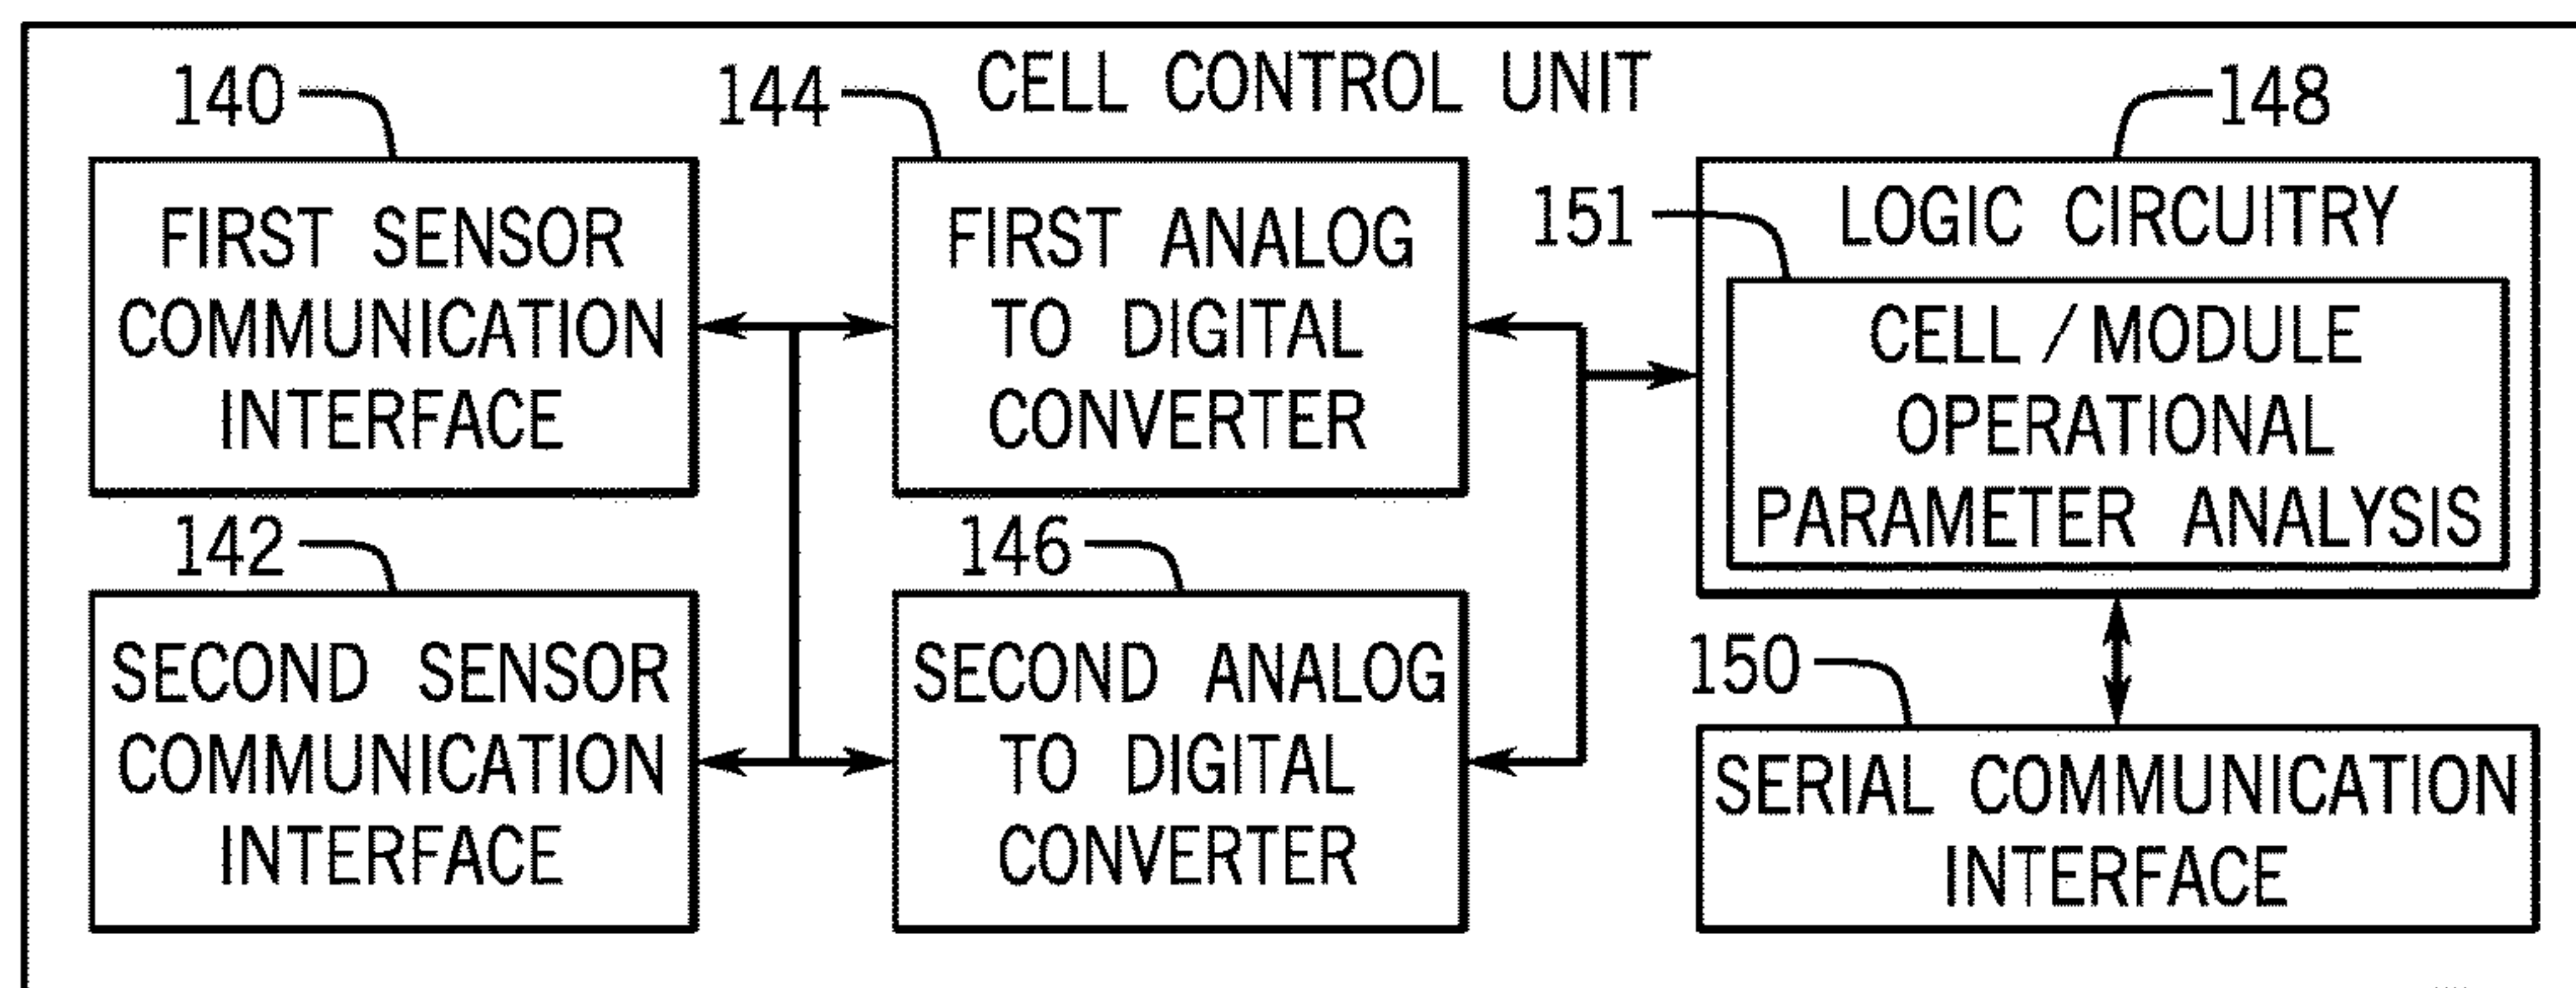 CELL CONTROL UNIT
140
FIRST SENSOR
COMMUNICATION
INTERFACE
144
FIRST ANALOG
TO DIGITAL
CONVERTER
148
LOGIC CIRCUITRY
151
CELL / MODULE
OPERATIONAL
PARAMETER ANALYSIS
142
SECOND SENSOR
COMMUNICATION
INTERFACE
146
SECOND ANALOG
TO DIGITAL
CONVERTER
150
SERIAL COMMUNICATION
INTERFACE